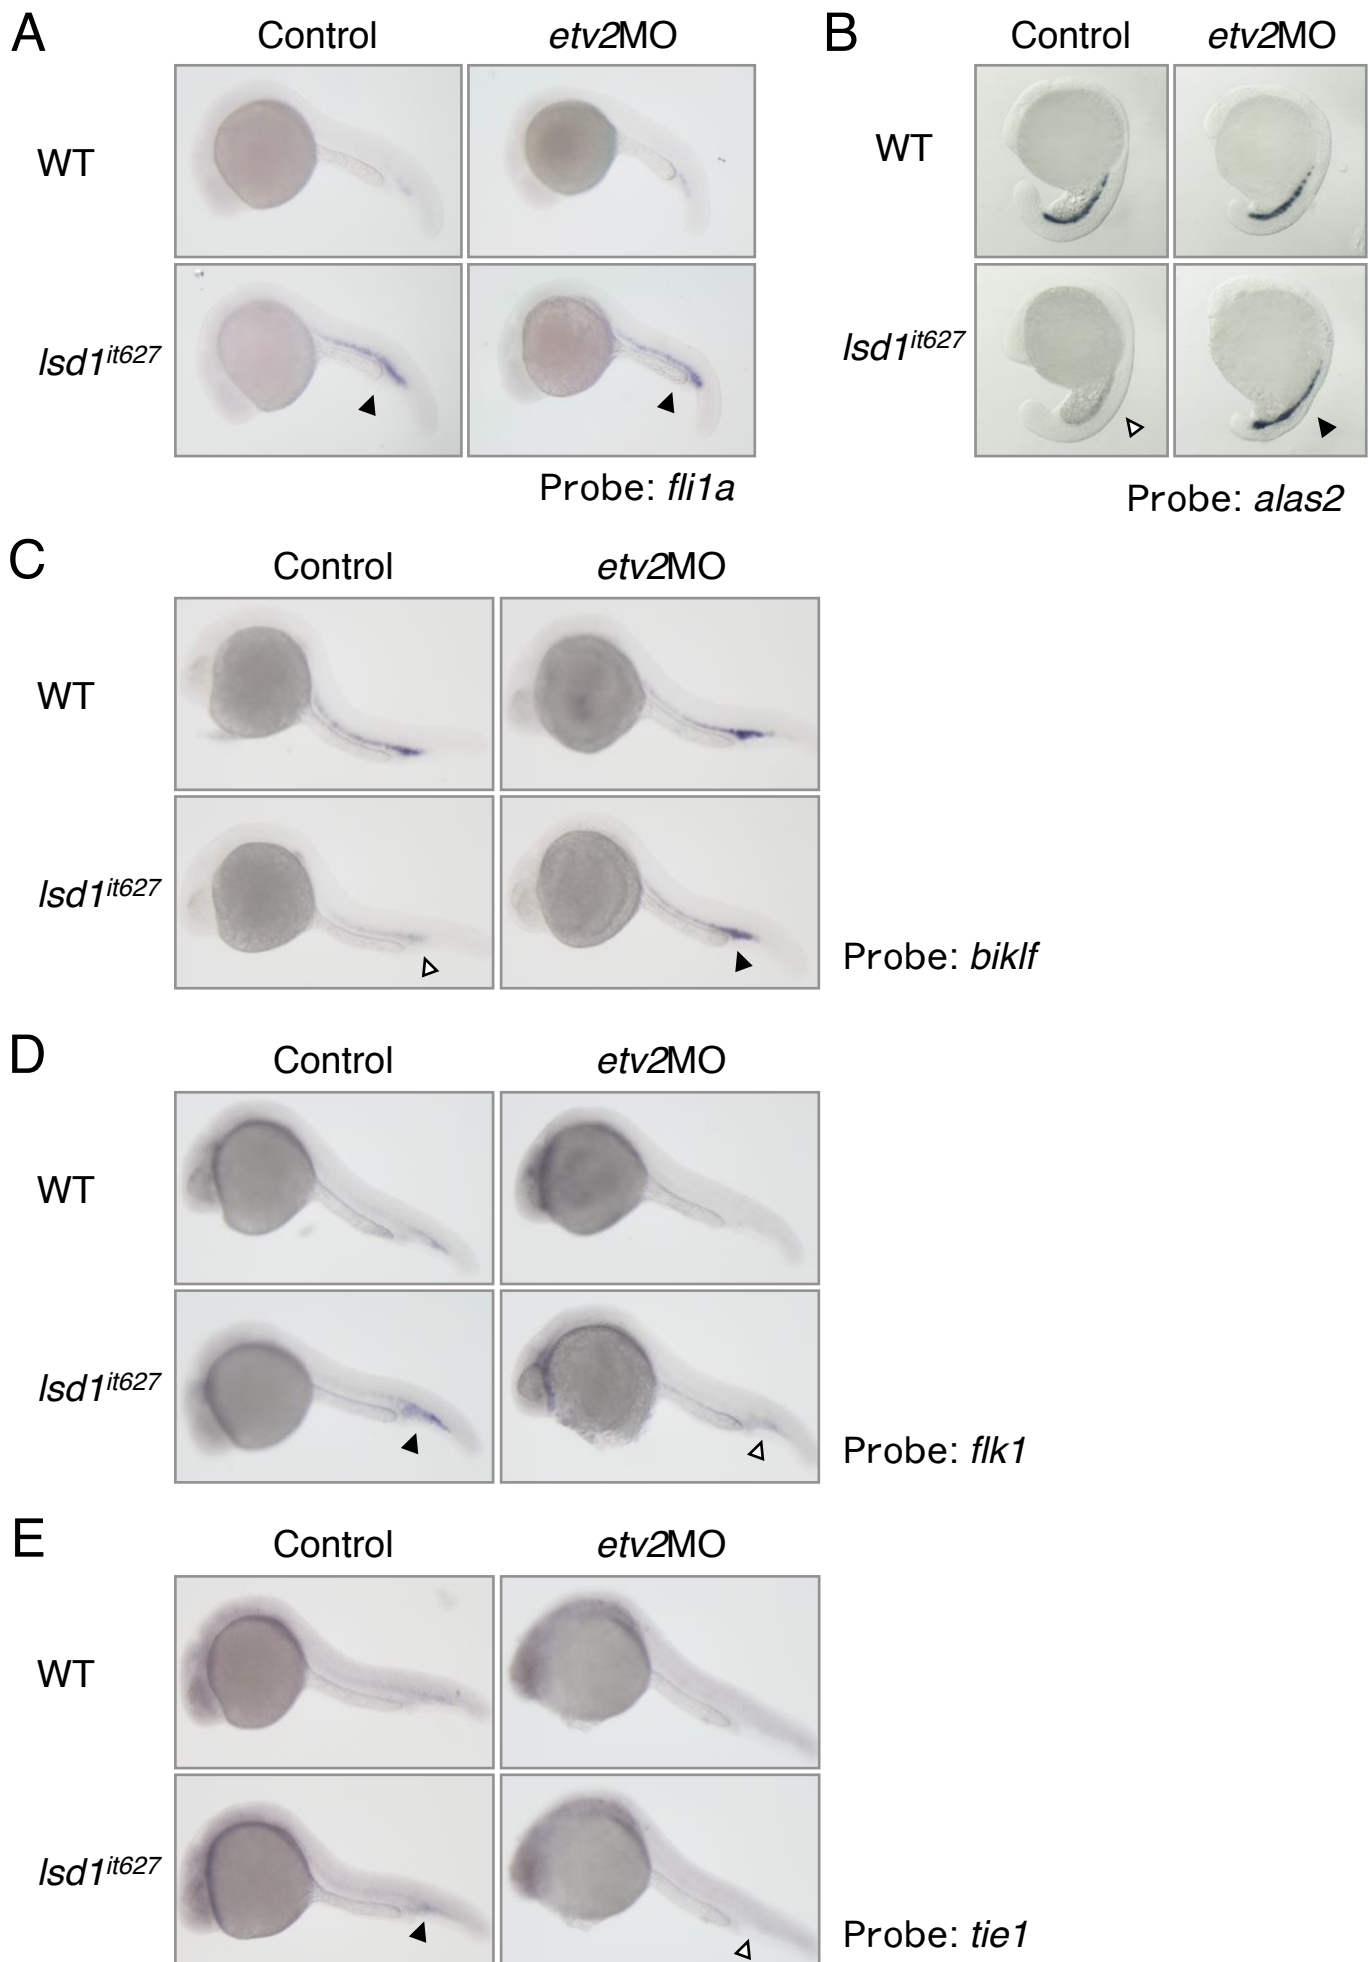 A
Control
etv2MO
WT
lsd1it627
Probe: fli1a
B
Control
etv2MO
WT
lsd1it627
Probe: alas2
C
Control
etv2MO
WT
lsd1it627
Probe: biklf
D
Control
etv2MO
WT
lsd1it627
Probe: flk1
E
Control
etv2MO
WT
lsd1it627
Probe: tie1